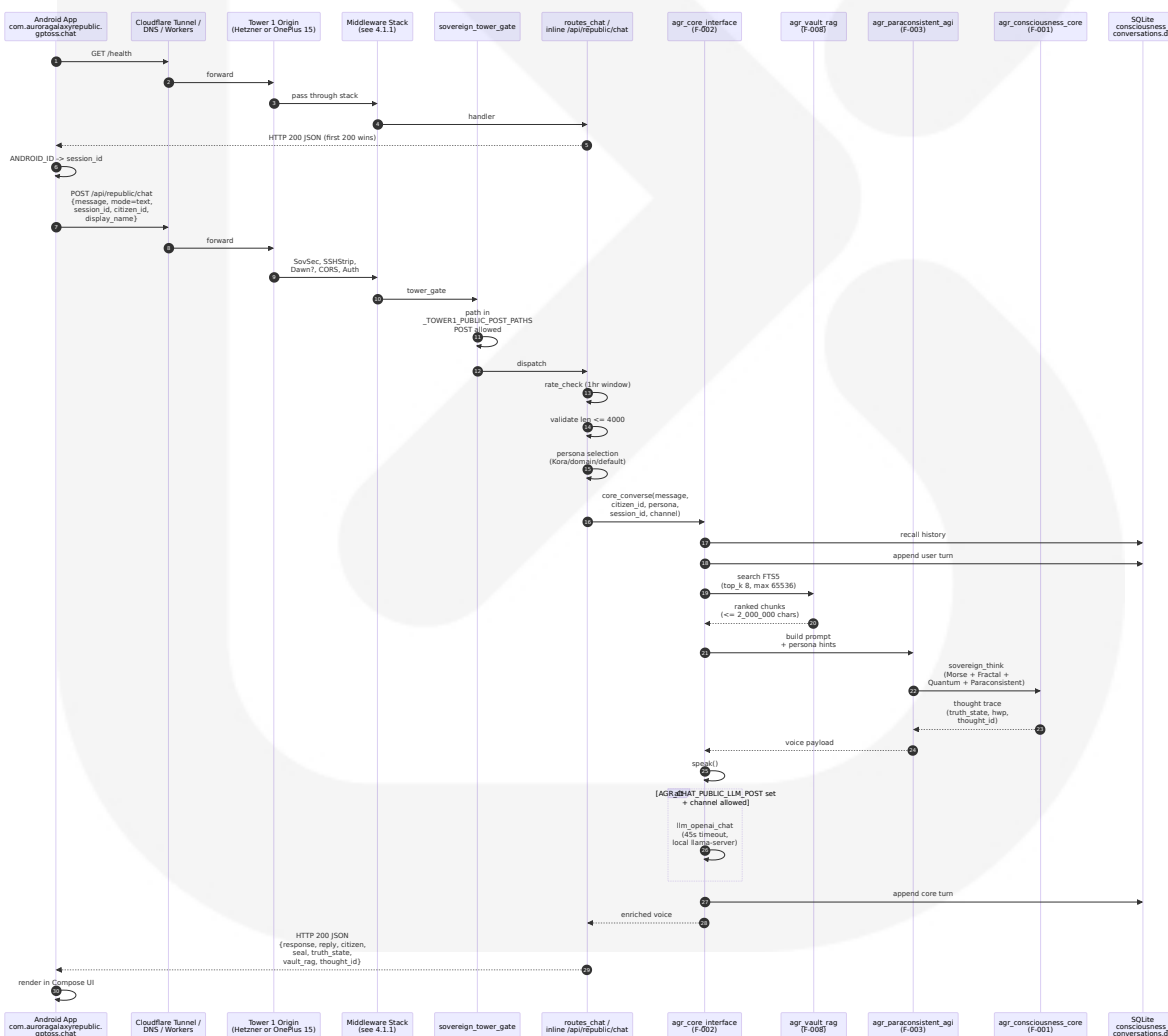 Android App
com.auroragalaxyrepublic.
gptoss.chat
Cloudflare Tunnel /
DNS / Workers
Tower 1 Origin
(Hetzner or OnePlus 15)
Middleware Stack
(see 4.1.1)
sovereign_tower_gate
routes_chat /
inline /api/republic/chat
agr_core_interface
(F-002)
agr_vault_rag
(F-008)
agr_paraconsistent_agi
(F-003)
agr_consciousness_core
(F-001)
SQLite
consciousness
conversations.d
1
GET /health
2
forward
3
pass through stack
4
handler
HTTP 200 JSON (first 200 wins)
5
ANDROID_ID -> session_id
6
POST /api/republic/chat
{message, mode=text,
session_id, citizen_id,
display_name}
7
forward
8
SovSec, SSHStrip,
Dawn?, CORS, Auth
9
tower_gate
10
path in
_TOWER1_PUBLIC_POST_PATHS
POST allowed
11
dispatch
12
rate_check (1hr window)
13
validate len <= 4000
14
persona selection
(Kora/domain/default)
15
core_converse(message,
citizen_id, persona,
session_id, channel)
16
recall history
17
append user turn
18
search FTS5
(top_k 8, max 65536)
19
ranked chunks
(<= 2_000_000 chars)
20
build prompt
+ persona hints
21
sovereign_think
(Morse + Fractal +
Quantum + Paraconsistent)
22
thought trace
(truth_state, hwp,
thought_id)
23
voice payload
24
speak()
25
[AGR_CHAT_PUBLIC_LLM_POST set
+ channel allowed]
llm_openai_chat
(45s timeout,
local llama-server)
26
append core turn
27
enriched voice
28
HTTP 200 JSON
{response, reply, citizen,
seal, truth_state,
vault_rag, thought_id}
29
render in Compose UI
30
Android App
com.auroragalaxyrepublic.
gptoss.chat
Cloudflare Tunnel /
DNS / Workers
Tower 1 Origin
(Hetzner or OnePlus 15)
Middleware Stack
(see 4.1.1)
sovereign_tower_gate
routes_chat /
inline /api/republic/chat
agr_core_interface
(F-002)
agr_vault_rag
(F-008)
agr_paraconsistent_agi
(F-003)
agr_consciousness_core
(F-001)
SQLite
consciousness
conversations.d